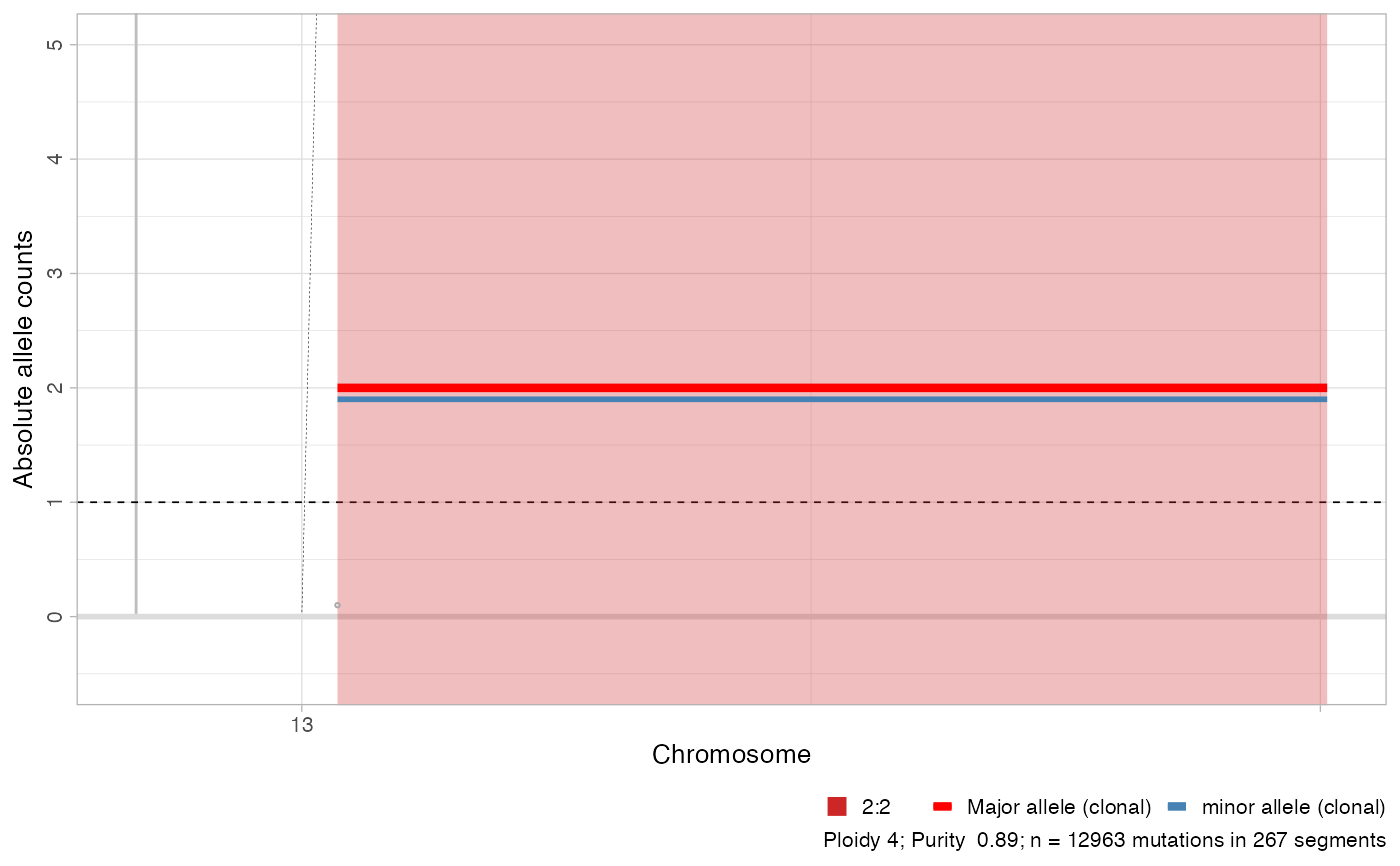 5
4
3
2
1
0
Absolute allele counts
13
Chromosome
2:2 Major allele (clonal) minor allele (clonal)
Ploidy 4; Purity  0.89; n = 12963 mutations in 267 segments